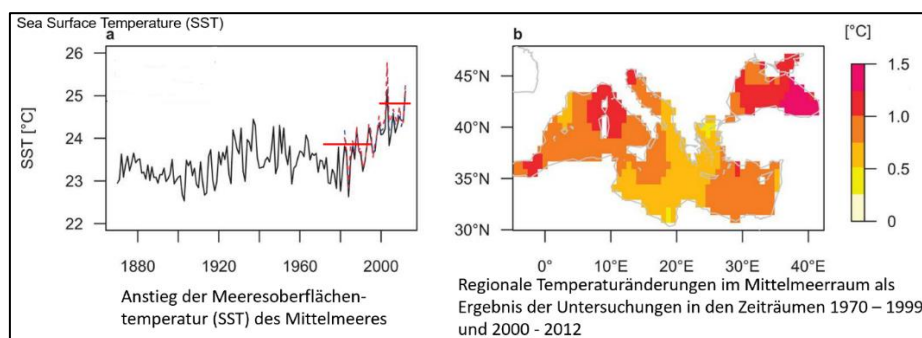 Sea Surface Temperature (SST)
a
26
25
24
23
22
SST [°C]
1880
1920
1960
2000
Anstieg der Meeresoberflächen-
temperatur (SST) des Mittelmeeres
b
45°N
40°N
35°N
30°N
0°
10°E
20°E
30°E
40°E
[°C]
1.5
1.0
0.5
0
Regionale Temperaturänderungen im Mittelmeerraum als
Ergebnis der Untersuchungen in den Zeiträumen 1970 – 1999
und 2000 - 2012